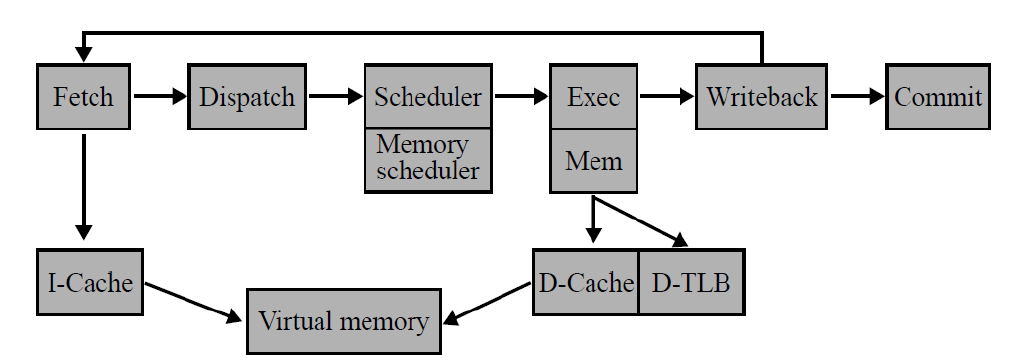 Fetch
Dispatch
Scheduler
Exec
Writeback
Commit
Memory
scheduler
Mem
I-Cache
D-Cache
D-TLB
Virtual memory